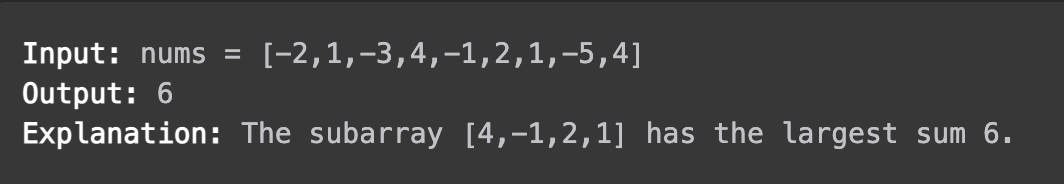 Input: nums = [-2,1,-3,4,-1,2,1,-5,4]
Output: 6
Explanation: The subarray [4,-1,2,1] has the largest sum 6.